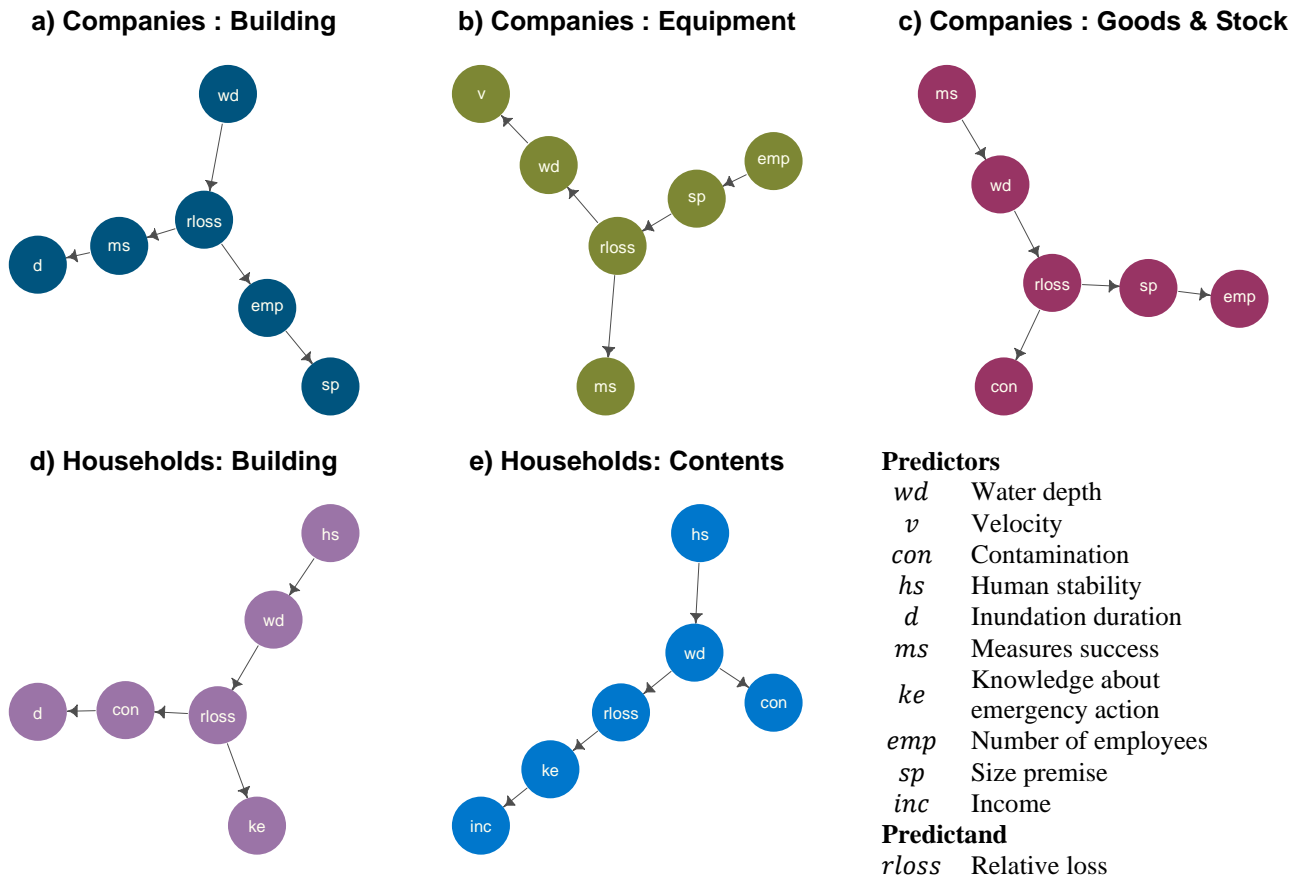 a) Companies : Building
b) Companies : Equipment
c) Companies : Goods & Stock
wd
rloss
ms
d
emp
sp
v
wd
emp
sp
rloss
ms
ms
wd
rloss
sp
emp
con
d) Households: Building
e) Households: Contents
hs
wd
d
con
rloss
ke
hs
wd
con
rloss
ke
inc
Predictors
wd Water depth
v Velocity
con Contamination
hs Human stability
d Inundation duration
ms Measures success
ke Knowledge about
emergency action
emp Number of employees
sp Size premise
inc Income
Predictand
rloss Relative loss